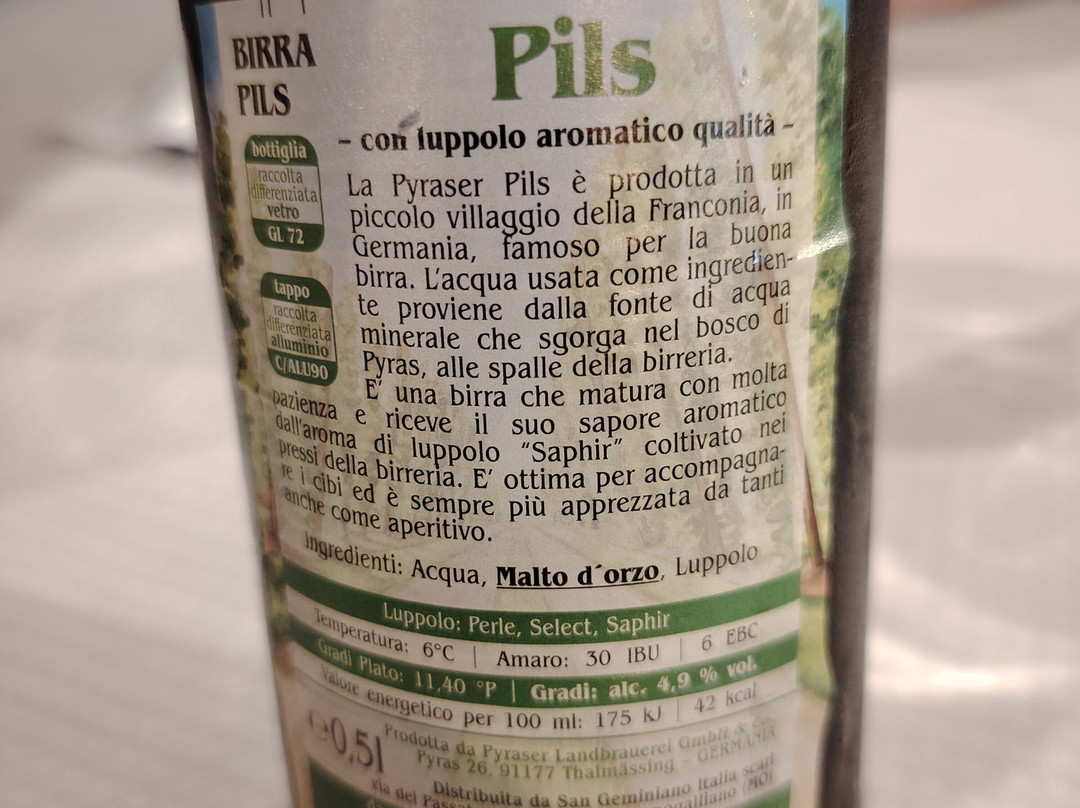 BIRRA
PILS
bottiglia
raccolta
differenziata
vetro
GL 72
tappo
raccolta
differenziata
alluminio
C/ALU90
Pils
- con luppolo aromatico qualità -
La Pyraser Pils è prodotta in un
piccolo villaggio della Franconia, in
Germania, famoso per la buona
birra. L'acqua usata come ingredien-
te proviene dalla fonte di acqua
minerale che sgorga nel bosco di
Pyras, alle spalle della birreria.
E' una birra che matura con molta
pazienza e riceve il suo sapore aromatico
dall'aroma di luppolo "Saphir" coltivato nei
pressi della birreria. E' ottima per accompagna-
re i cibi ed è sempre più apprezzata da tanti
anche come aperitivo.
Ingredienti: Acqua, Malto d´orzo, Luppolo
Luppolo: Perle, Select, Saphir
Temperatura: 6°C | Amaro: 30 IBU | 6 EBC
Gradi Plato: 11,40 °P | Gradi: alc. 4,9 % vol.
Valore energetico per 100 ml: 175 kJ | 42 kcal
℮0,5l
Prodotta da Pyraser Landbrauerei GmbH & Co.
Pyras 26, 91177 Thalmässing - GERMANIA
Distribuita da San Geminiano Italia scarl
via del (MO)